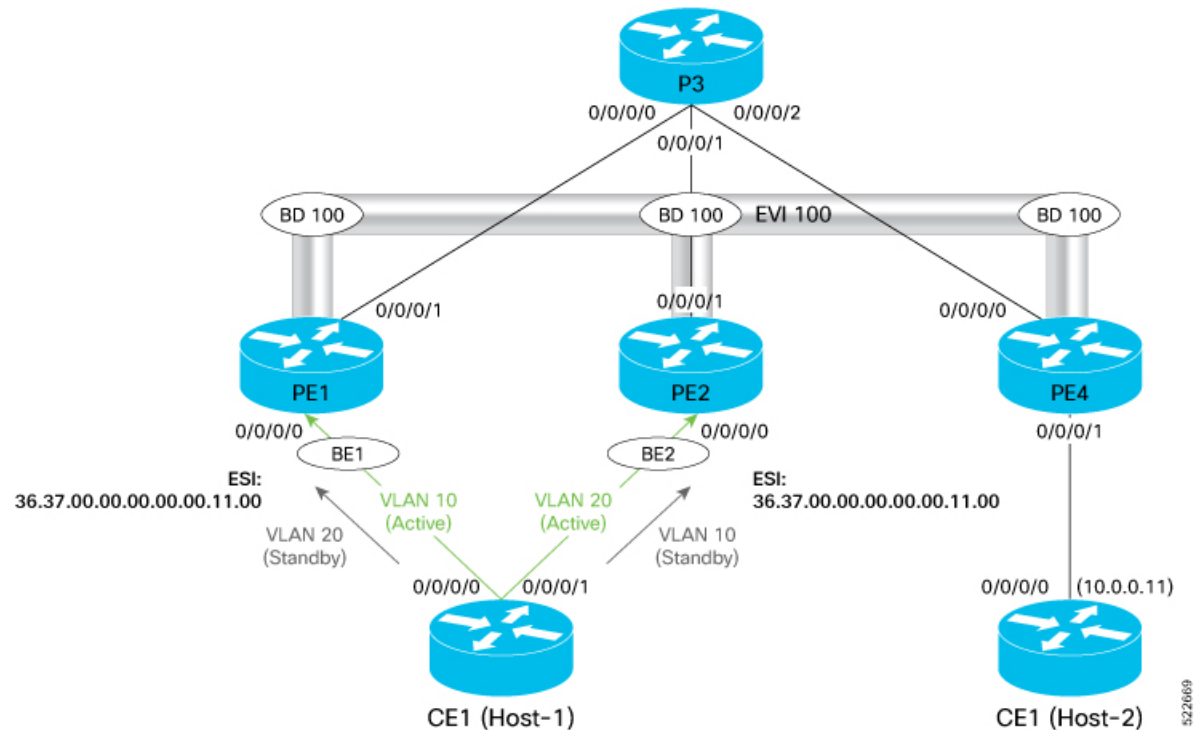 P3
0/0/0/0
0/0/0/2
0/0/0/1
BD 100
BD 100
EVI 100
BD 100
0/0/0/1
0/0/0/1
0/0/0/0
PE1
PE2
PE4
0/0/0/0
0/0/0/0
0/0/0/1
BE1
BE2
ESI:
36.37.00.00.00.00.00.11.00
ESI:
36.37.00.00.00.00.00.11.00
VLAN 10
(Active)
VLAN 20
(Active)
VLAN 20
(Standby)
VLAN 10
(Standby)
0/0/0/0
0/0/0/1
0/0/0/0
(10.0.0.11)
CE1 (Host-1)
CE1 (Host-2)
522669